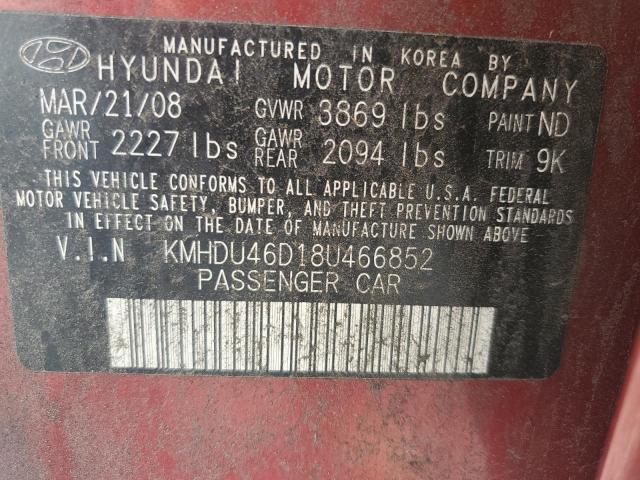 MANUFACTURED IN KOREA BY
HYUNDAI MOTOR COMPANY
MAR/21/08 GVWR 3869 lbs PAINT ND
GAWR FRONT 2227 lbs GAWR REAR 2094 lbs TRIM 9K
THIS VEHICLE CONFORMS TO ALL APPLICABLE U.S.A. FEDERAL
MOTOR VEHICLE SAFETY, BUMPER, AND THEFT PREVENTION STANDARDS
IN EFFECT ON THE DATE OF MANUFACTURE SHOWN ABOVE
V.I.N KMHDU46D18U466852
PASSENGER CAR